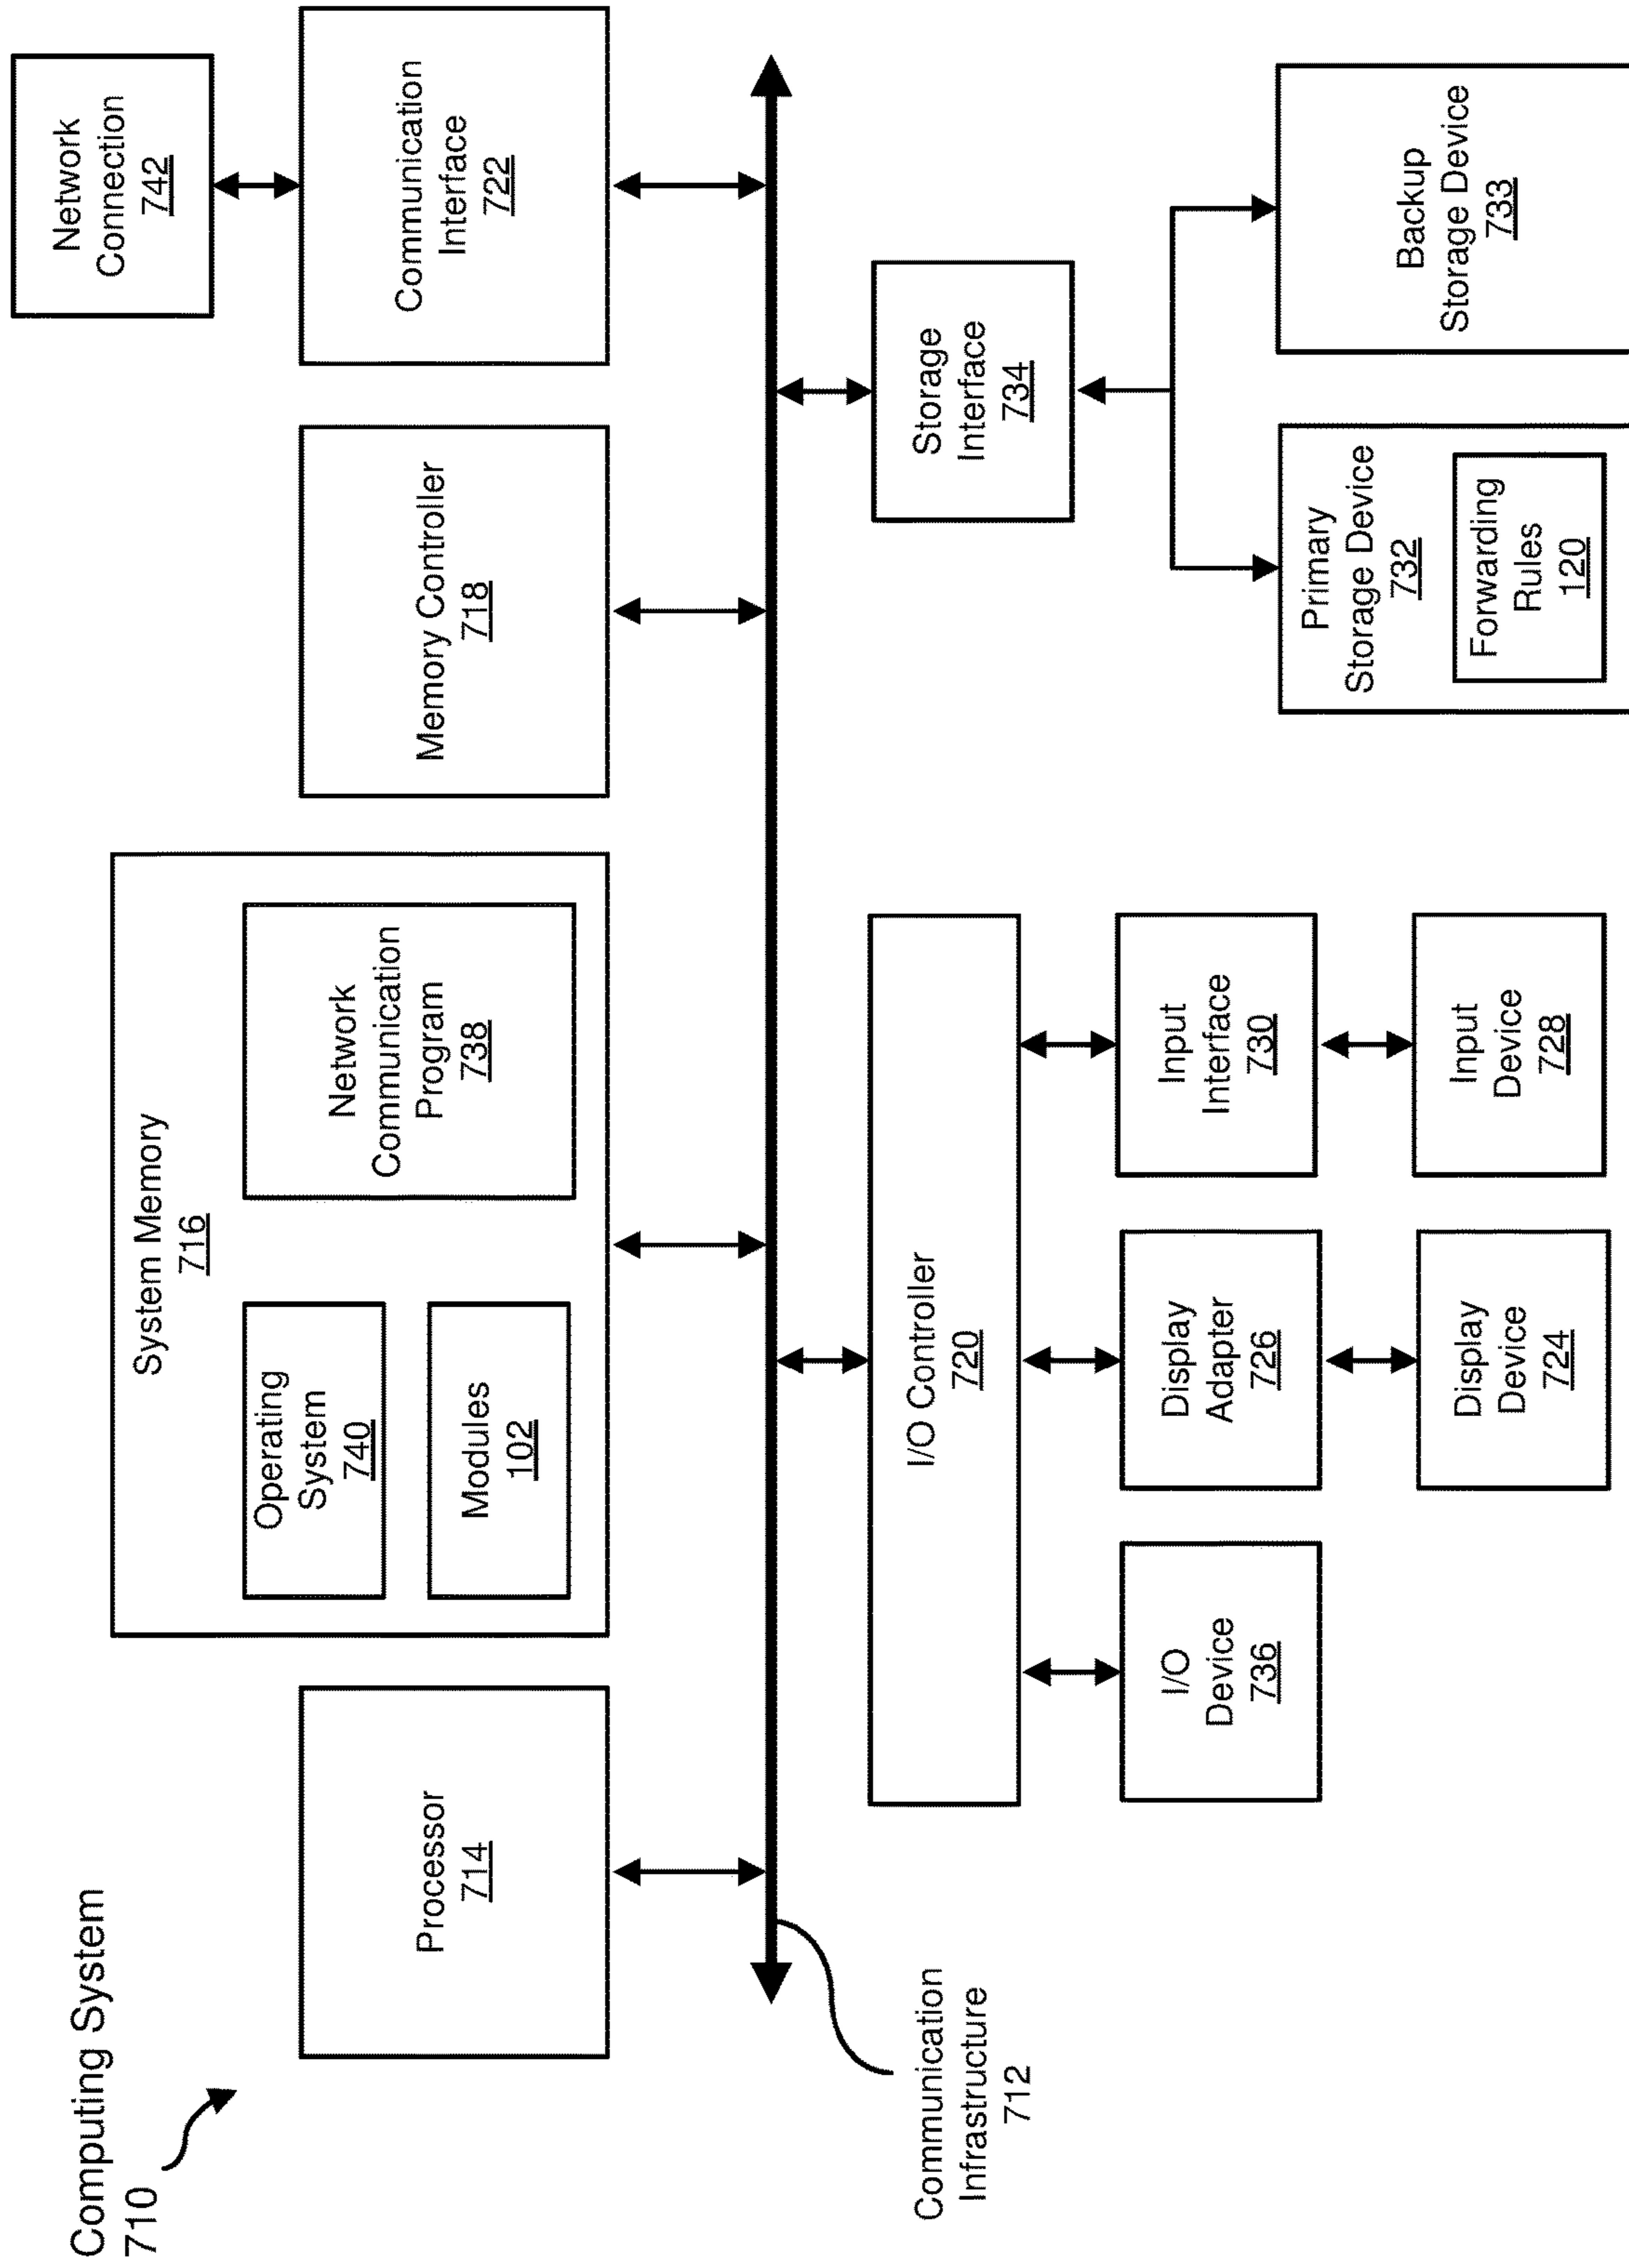 Computing System
710
Processor
714
System Memory
716
Operating
System
740
Modules
102
Network
Communication
Program
738
Memory Controller
718
Network
Connection
742
Communication
Interface
722
Communication
Infrastructure
712
I/O Controller
720
I/O
Device
736
Display
Adapter
726
Input
Interface
730
Display
Device
724
Input
Device
728
Storage
Interface
734
Primary
Storage Device
732
Forwarding
Rules
120
Backup
Storage Device
733